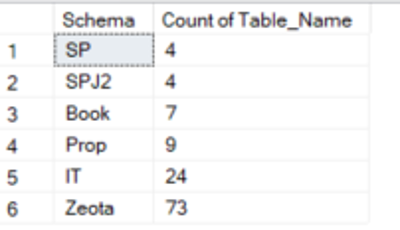 Schema Count of Table_Name
1 SP 4
2 SPJ2 4
3 Book 7
4 Prop 9
5 IT 24
6 Zeota 73